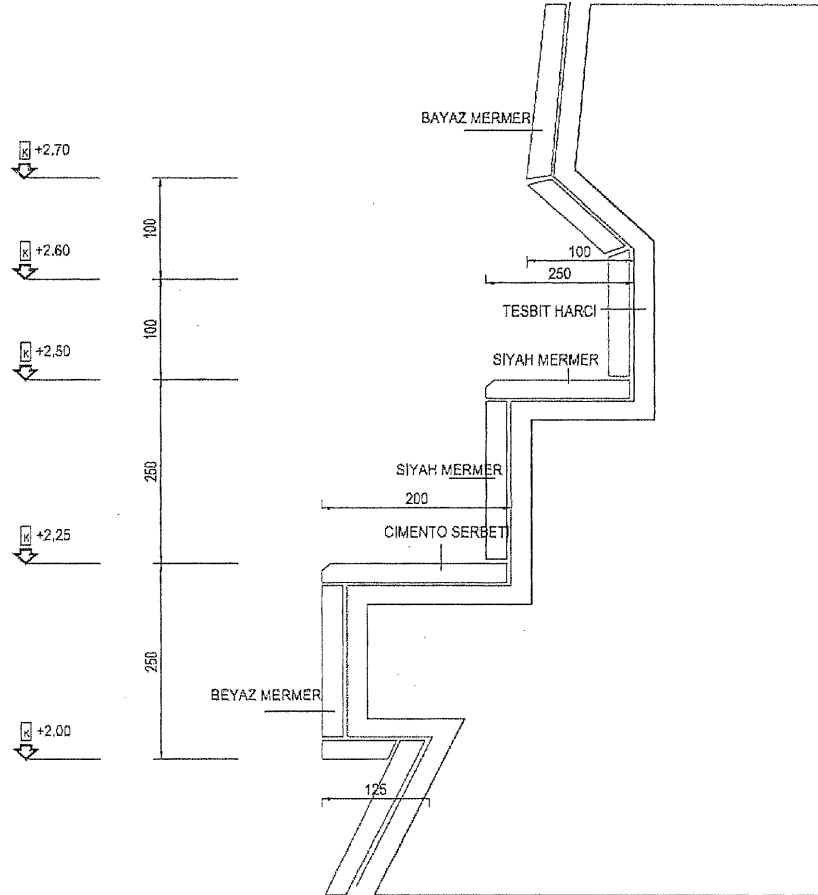 BAYAZ MERMER
K +2,70
100
K +2.60
100
250
TESBIT HARCI
100
K +2,50
SIYAH MERMER
250
SIYAH MERMER
200
CIMENTO SERBETI
K +2,25
250
BEYAZ MERMER
K +2,00
125